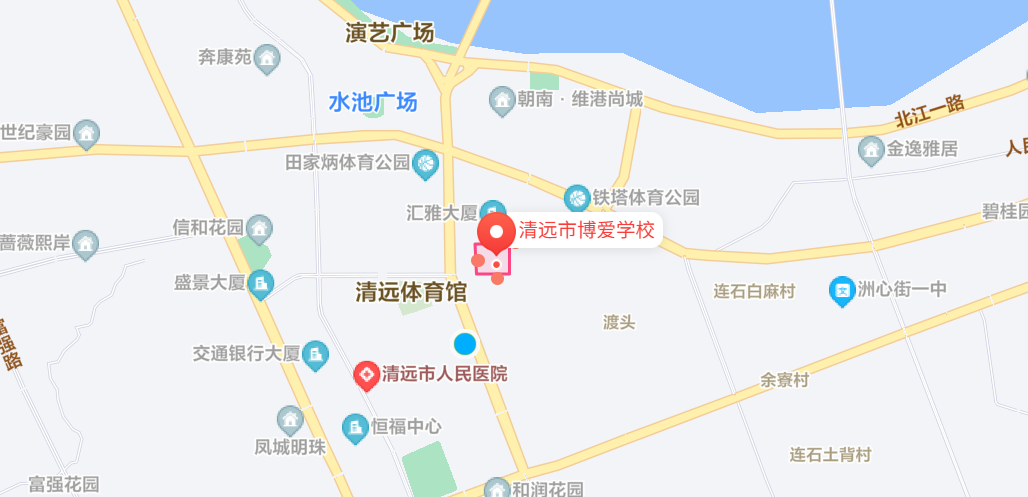 演艺广场
奔康苑
水池广场
朝南·维港尚城
北江一路
世纪豪园
金逸雅居
人民
田家炳体育公园
铁塔体育公园
汇雅大厦
碧桂园
信和花园
清远市博爱学校
蔷薇熙岸
盛景大厦
清远体育馆
连石白麻村
洲心街一中
渡头
富强路
交通银行大厦
清远市人民医院
余寮村
恒福中心
凤城明珠
连石土背村
富强花园
和润花园